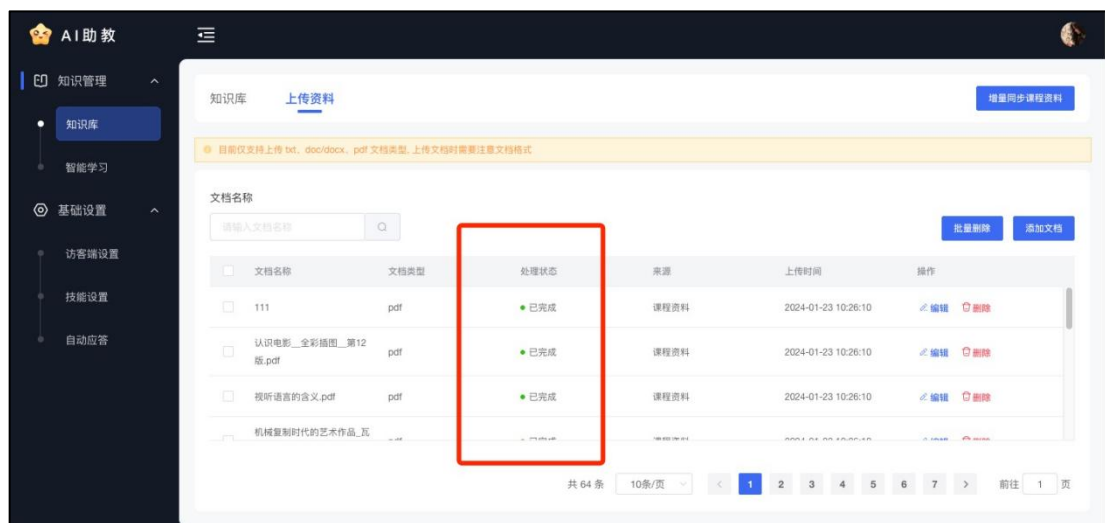 AI助教
知识管理
知识库
智能学习
基础设置
访客端设置
技能设置
自动应答
知识库 上传资料 增量同步课程资料
目前仅支持上传 txt、doc/docx、pdf 文档类型, 上传文档时需要注意文档格式
文档名称
请输入文档名称 批量删除 添加文档
文档名称 文档类型 处理状态 来源 上传时间 操作
111 pdf 已完成 课程资料 2024-01-23 10:26:10 编辑 删除
认识电影__全彩插图__第12
版.pdf pdf 已完成 课程资料 2024-01-23 10:26:10 编辑 删除
视听语言的含义.pdf pdf 已完成 课程资料 2024-01-23 10:26:10 编辑 删除
机械复制时代的艺术作品_瓦
共 64 条 10条/页 < 1 2 3 4 5 6 7 > 前往 1 页